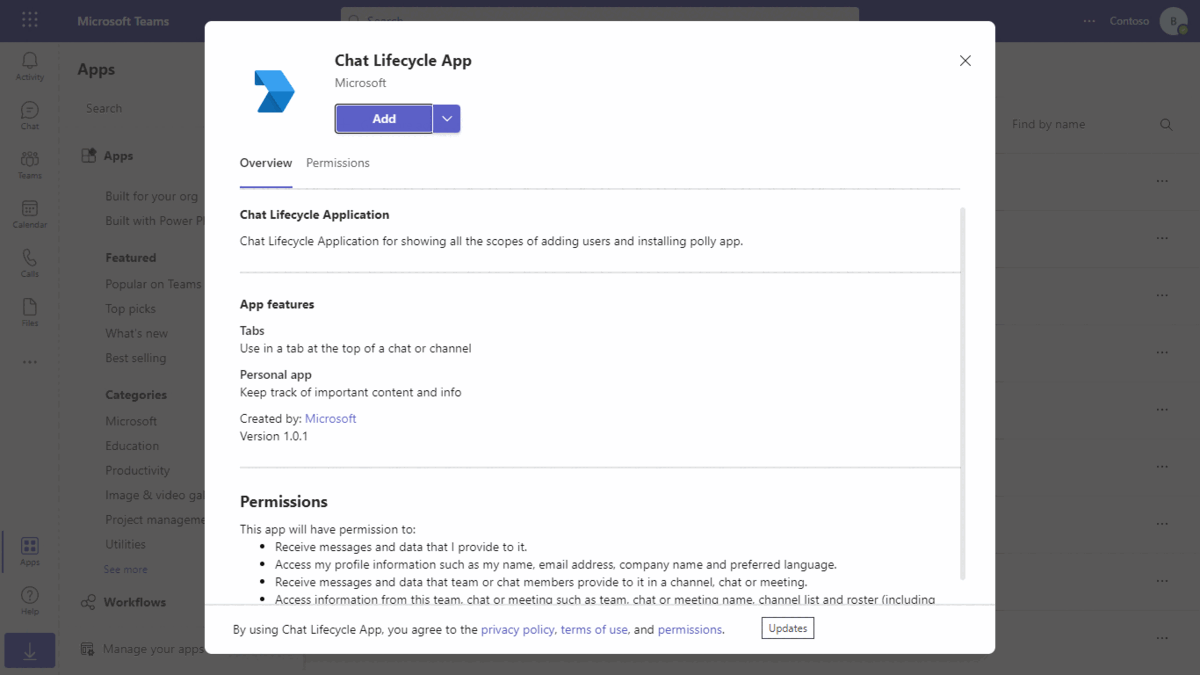 Microsoft Teams
Search
Contoso
B
Activity
Chat
Teams
Calendar
Calls
Files
Apps
Help
Apps
Search
Apps
Built for your org
Built with Power
Featured
Popular on Teams
Top picks
What's new
Best selling
Categories
Microsoft
Education
Productivity
Image & video
Project
Utilities
See more
Workflows
Manage your apps
Chat Lifecycle App
Microsoft
Add
Overview Permissions
Chat Lifecycle Application
Chat Lifecycle Application for showing all the scopes of adding users and installing polly app.
App features
Tabs
Use in a tab at the top of a chat or channel
Personal app
Keep track of important content and info
Created by: Microsoft
Version 1.0.1
Permissions
This app will have permission to:
• Receive messages and data that I provide to it.
• Access my profile information such as my name, email address, company name and preferred language.
• Receive messages and data that team or chat members provide to it in a channel, chat or meeting.
• Access information from this team, chat or meeting such as team, chat or meeting name, channel list and roster (including
By using Chat Lifecycle App, you agree to the privacy policy, terms of use, and permissions.
Updates
Find by name